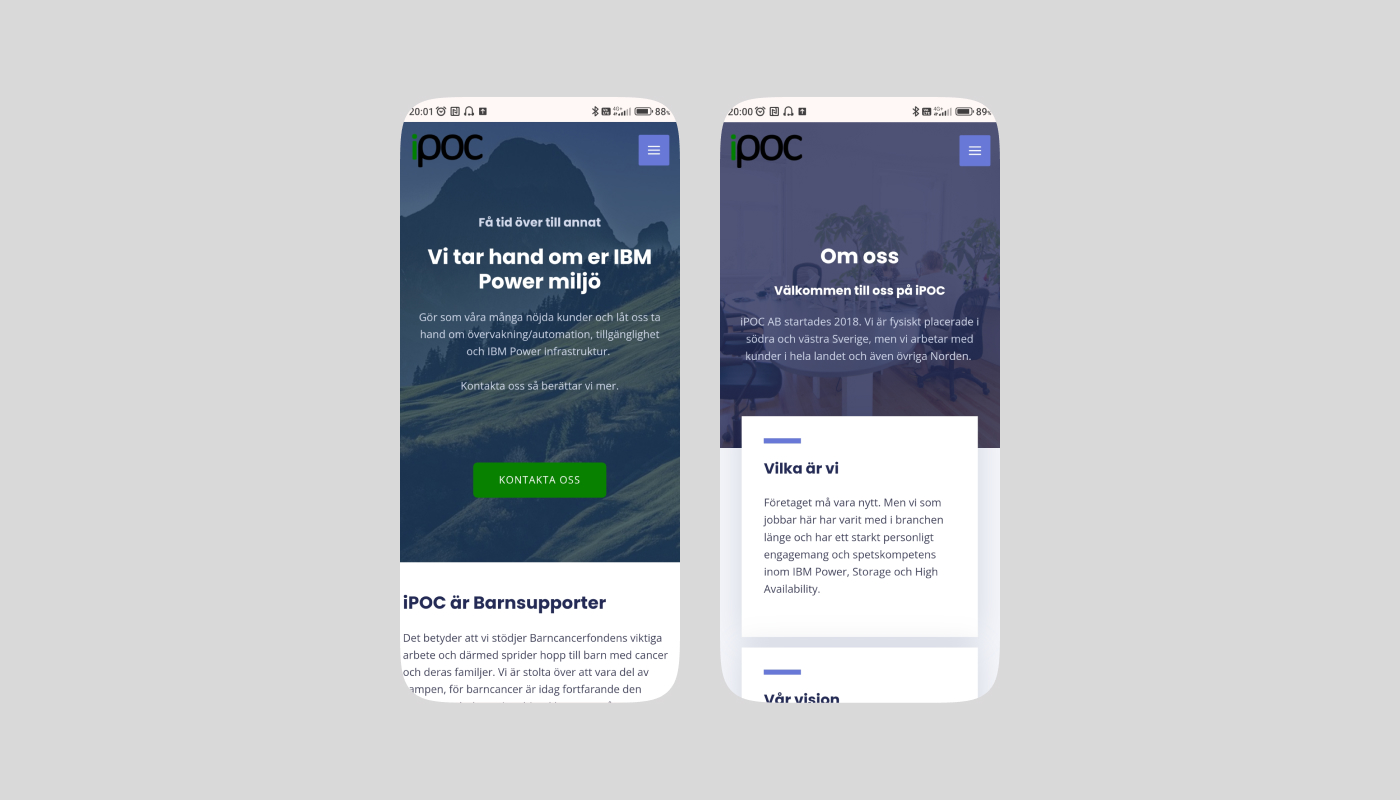 20:01
88%
iPOC
Få tid över till annat
Vi tar hand om er IBM
Power miljö
Gör som våra många nöjda kunder och låt oss ta
hand om övervakning/automation, tillgänglighet
och IBM Power infrastruktur.
Kontakta oss så berättar vi mer.
KONTAKTA OSS
iPOC är Barnsupporter
Det betyder att vi stödjer Barncancerfondens viktiga
arbete och därmed sprider hopp till barn med cancer
och deras familjer. Vi är stolta över att vara del av
kampen, för barncancer är idag fortfarande den
20:00
89%
iPOC
Om oss
Välkommen till oss på iPOC
iPOC AB startades 2018. Vi är fysiskt placerade i
södra och västra Sverige, men vi arbetar med
kunder i hela landet och även övriga Norden.
Vilka är vi
Företaget må vara nytt. Men vi som
jobbar här har varit med i branchen
länge och har ett starkt personligt
engagemang och spetskompetens
inom IBM Power, Storage och High
Availability.
Vår vision